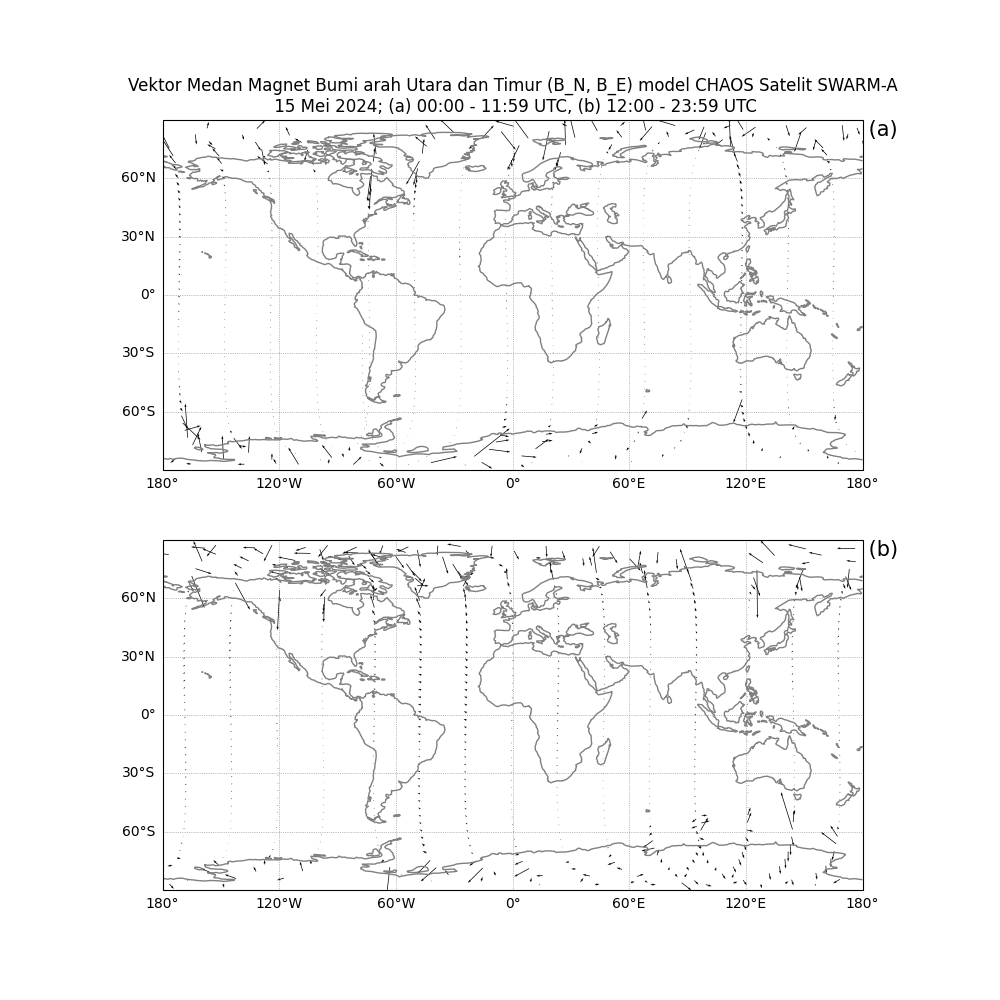 Vektor Medan Magnet Bumi arah Utara dan Timur (B_N, B_E) model CHAOS Satelit SWARM-A
15 Mei 2024; (a) 00:00 - 11:59 UTC, (b) 12:00 - 23:59 UTC
(a)
60°N
30°N
0°
30°S
60°S
180° 120°W 60°W 0° 60°E 120°E 180°
(b)
60°N
30°N
0°
30°S
60°S
180° 120°W 60°W 0° 60°E 120°E 180°